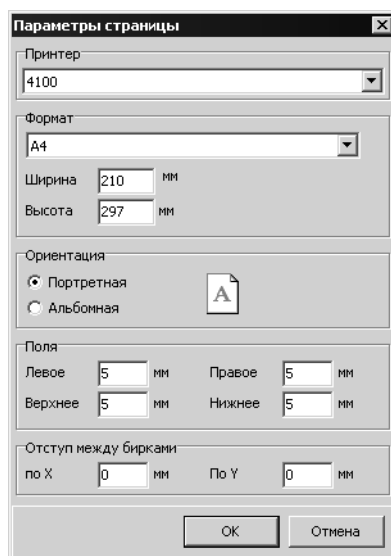 Параметры страницы
Принтер
4100
Формат
A4
Ширина 210 мм
Высота 297 мм
Ориентация
Портретная
Альбомная
A
Поля
Левое 5 мм Правое 5 мм
Верхнее 5 мм Нижнее 5 мм
Отступ между бирками
по X 0 мм По Y 0 мм
OK Отмена